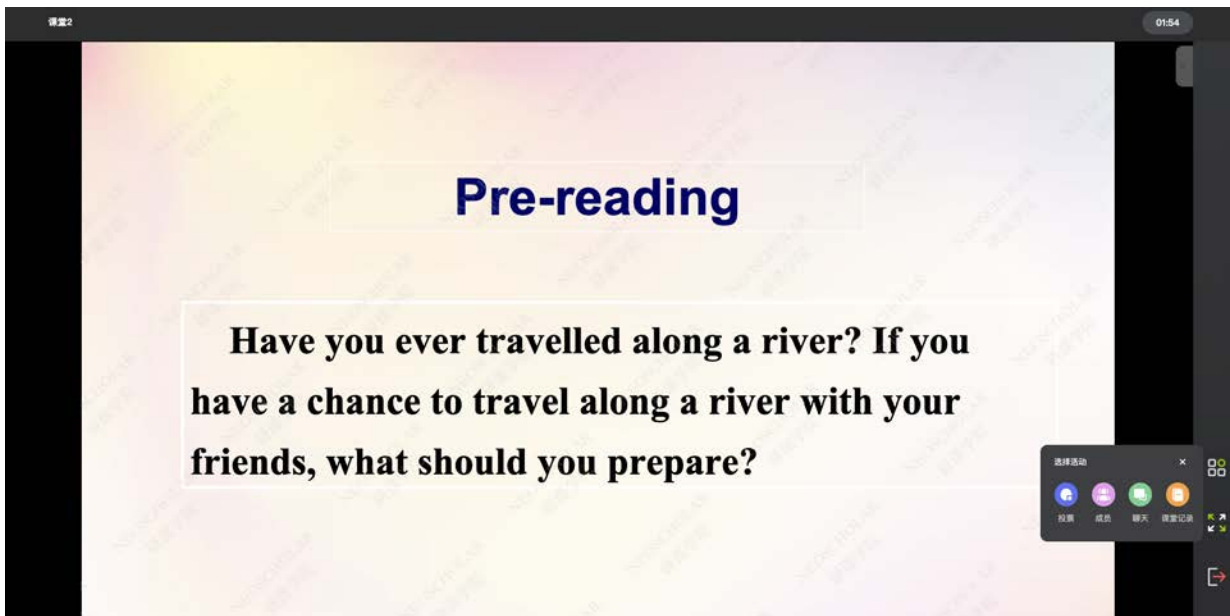 课堂2
01:54
Pre-reading
Have you ever travelled along a river? If you
have a chance to travel along a river with your
friends, what should you prepare?
选择活动 ×
投票 成员 聊天 课堂记录